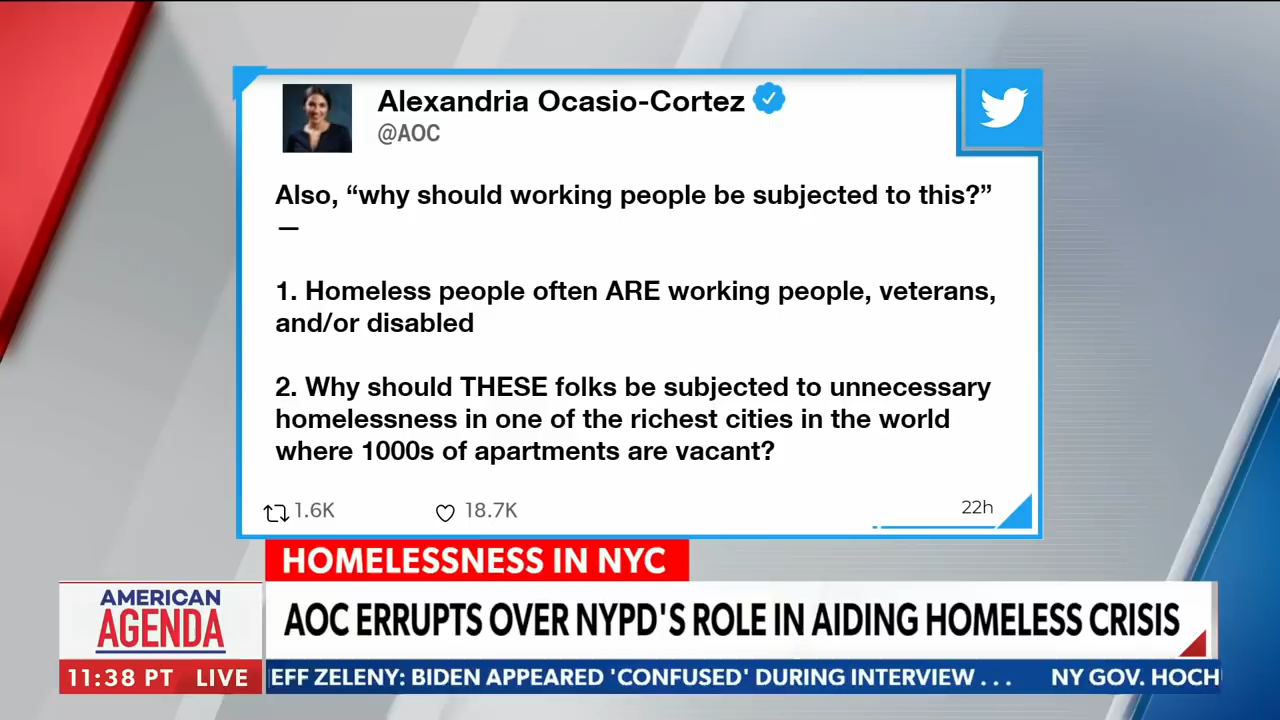 Alexandria Ocasio-Cortez
@AOC
Also, “why should working people be subjected to this?”
—
1. Homeless people often ARE working people, veterans,
and/or disabled
2. Why should THESE folks be subjected to unnecessary
homelessness in one of the richest cities in the world
where 1000s of apartments are vacant?
1.6K 18.7K 22h
HOMELESSNESS IN NYC
AMERICAN
AGENDA
AOC ERRUPTS OVER NYPD'S ROLE IN AIDING HOMELESS CRISIS
11:38 PT LIVE
EFF ZELENY: BIDEN APPEARED 'CONFUSED' DURING INTERVIEW . . . NY GOV. HOCH